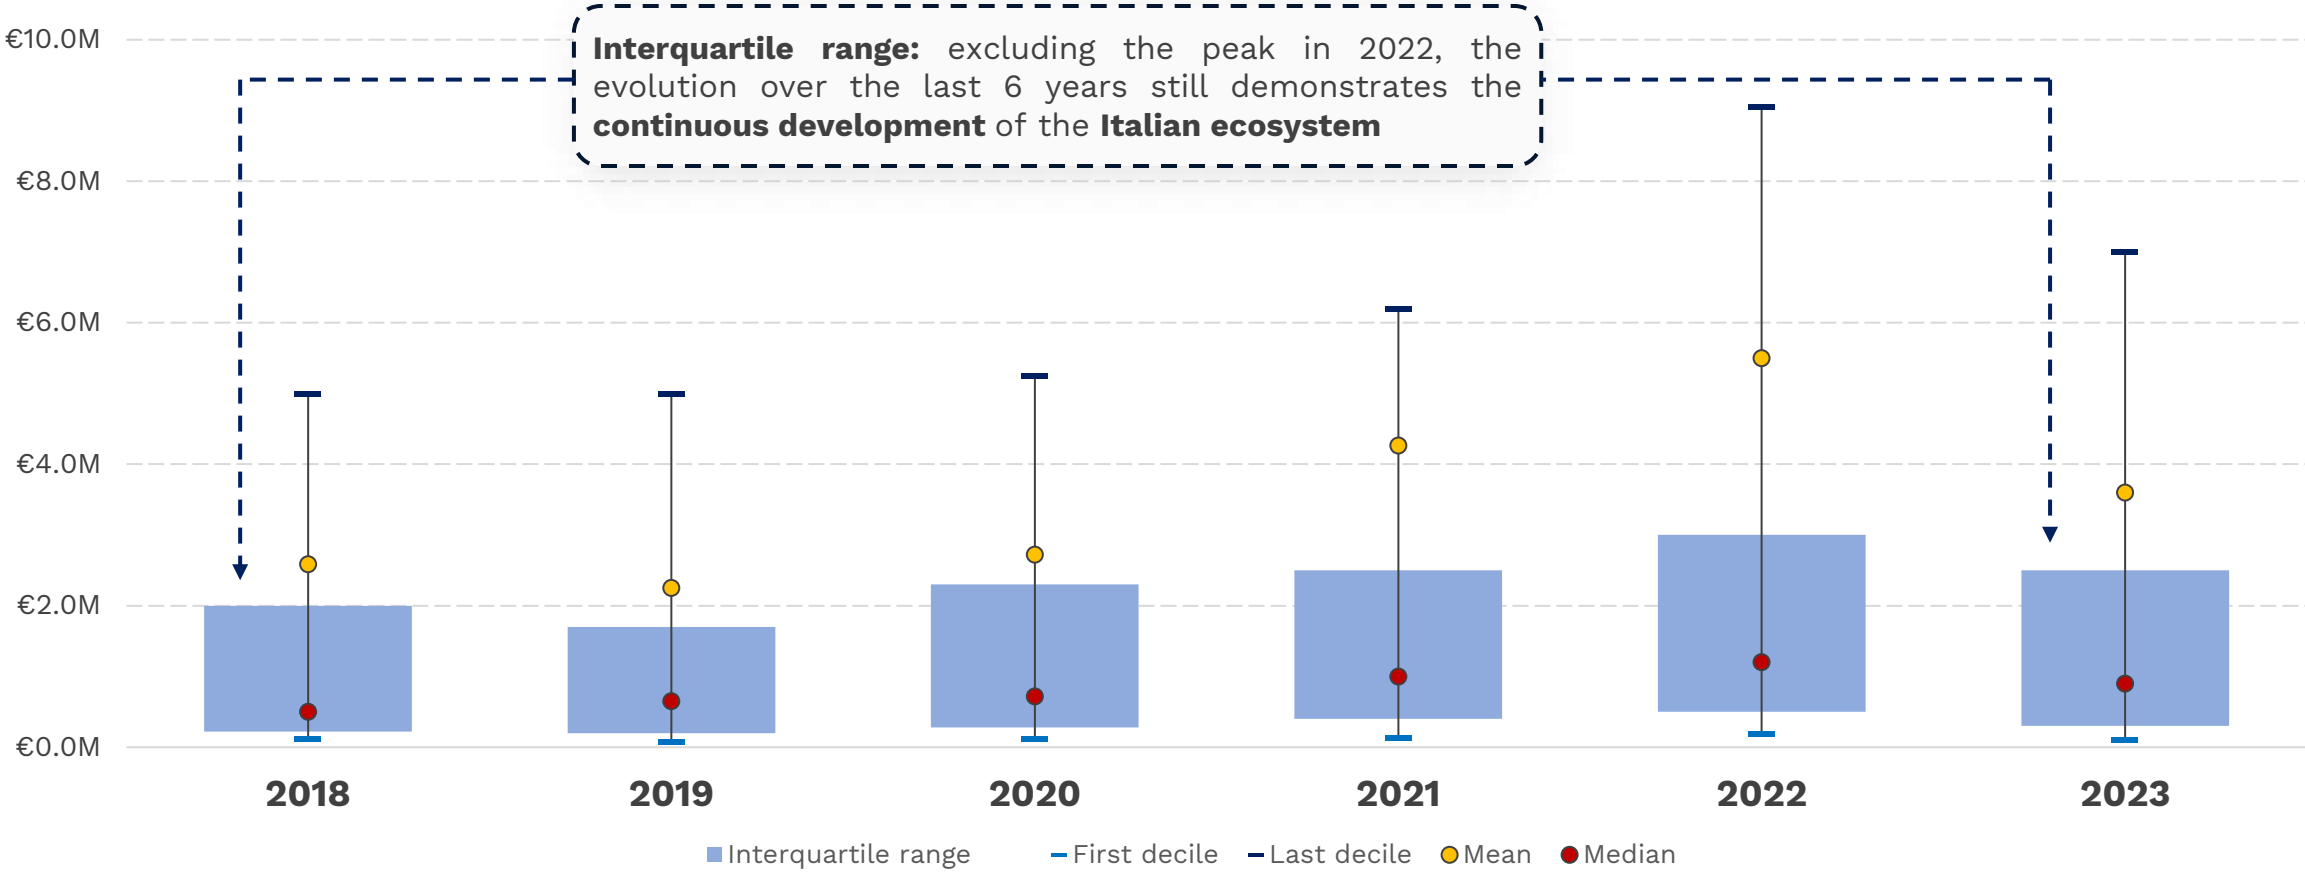 €10.0M
Interquartile range: excluding the peak in 2022, the
evolution over the last 6 years still demonstrates the
continuous development of the Italian ecosystem
€8.0M
€6.0M
€4.0M
€2.0M
€0.0M
2018 2019 2020 2021 2022 2023
Interquartile range First decile Last decile Mean Median